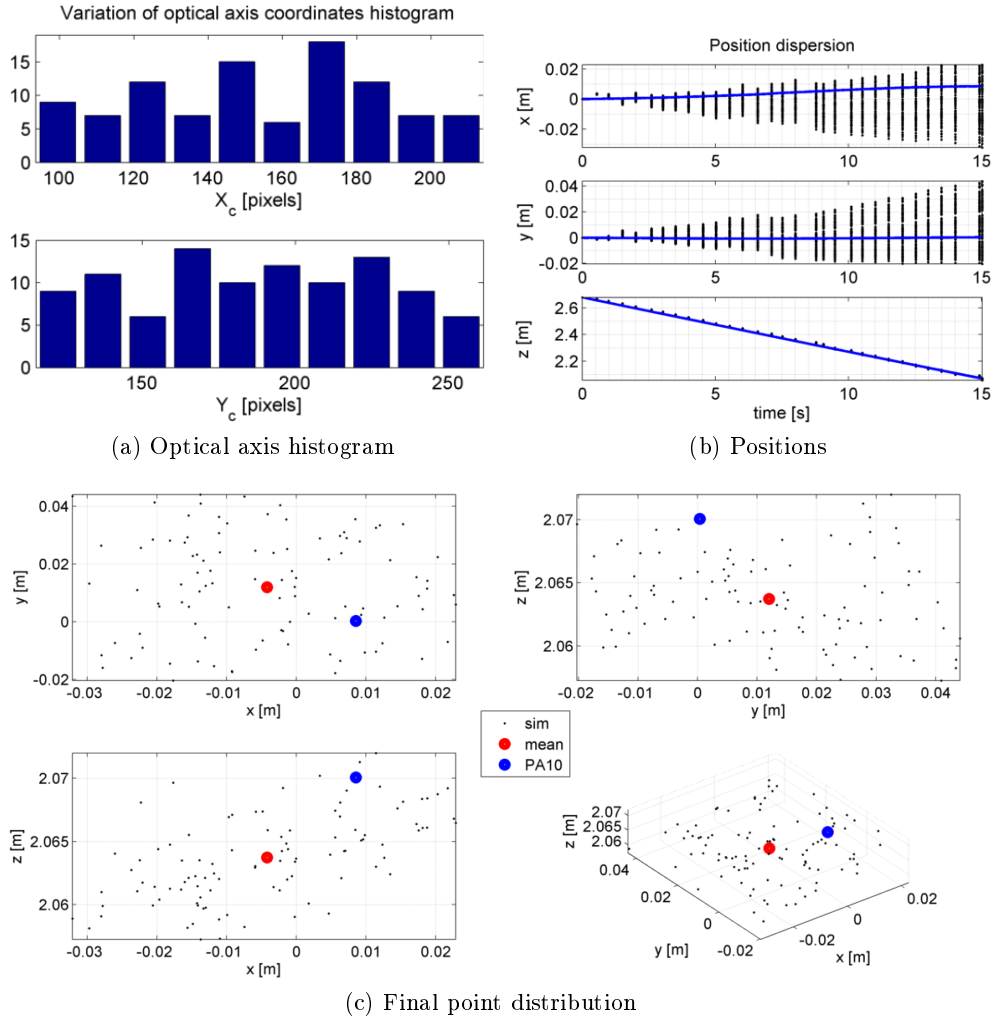 Variation of optical axis coordinates histogram
15
10
5
0
100 120 140 160 180 200
X_c [pixels]
15
10
5
0
150 200 250
Y_c [pixels]
(a) Optical axis histogram
Position dispersion
0.02
0
-0.02
x [m]
0 5 10 15
0.04
0.02
0
-0.02
y [m]
0 5 10 15
2.6
2.4
2.2
z [m]
0 5 10 15
time [s]
(b) Positions
0.04
0.02
0
-0.02
y [m]
-0.03 -0.02 -0.01 0 0.01 0.02
x [m]
2.07
2.065
2.06
z [m]
-0.02 -0.01 0 0.01 0.02 0.03 0.04
y [m]
sim
mean
PA10
2.07
2.065
2.06
z [m]
-0.03 -0.02 -0.01 0 0.01 0.02
x [m]
2.07
2.065
2.06
z [m]
0.04
0.02
0
-0.02
y [m]
-0.02
0
0.02
x [m]
(c) Final point distribution